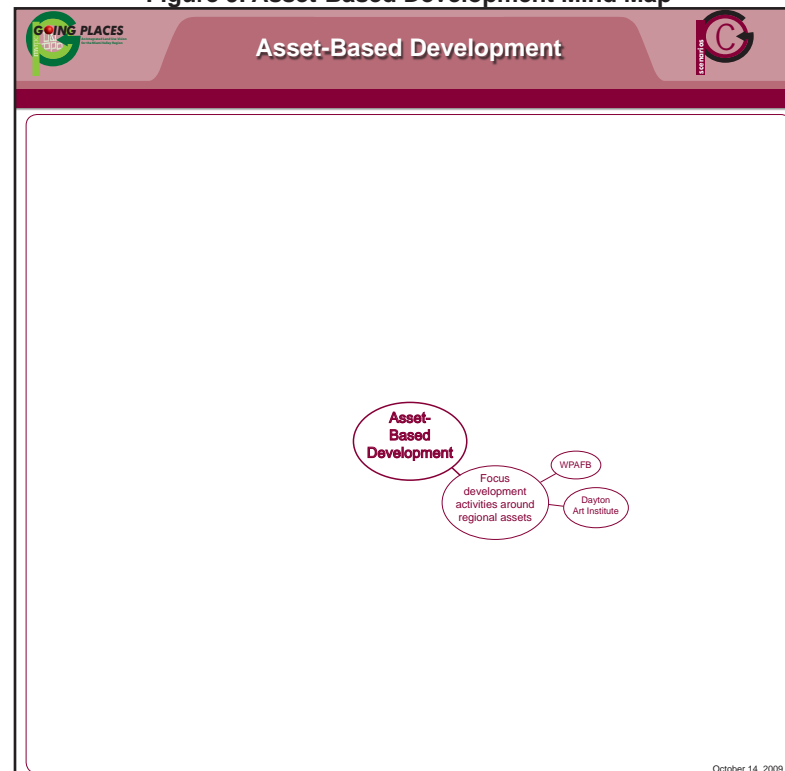 Figure 5. Asset-Based Development Mind Map
GOING PLACES
Asset-Based Development
scenarios
C
Asset-
Based
Development
Focus
development
activities around
regional assets
WPAFB
Dayton
Art Institute
October 14, 2009